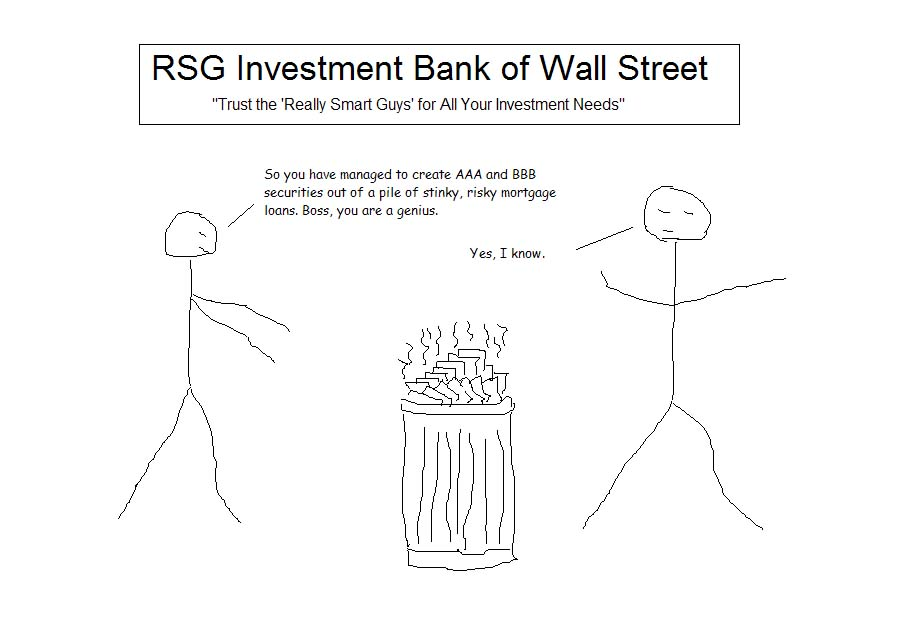 RSG Investment Bank of Wall Street
"Trust the 'Really Smart Guys' for All Your Investment Needs"
So you have managed to create AAA and BBB
securities out of a pile of stinky, risky mortgage
loans. Boss, you are a genius.
Yes, I know.